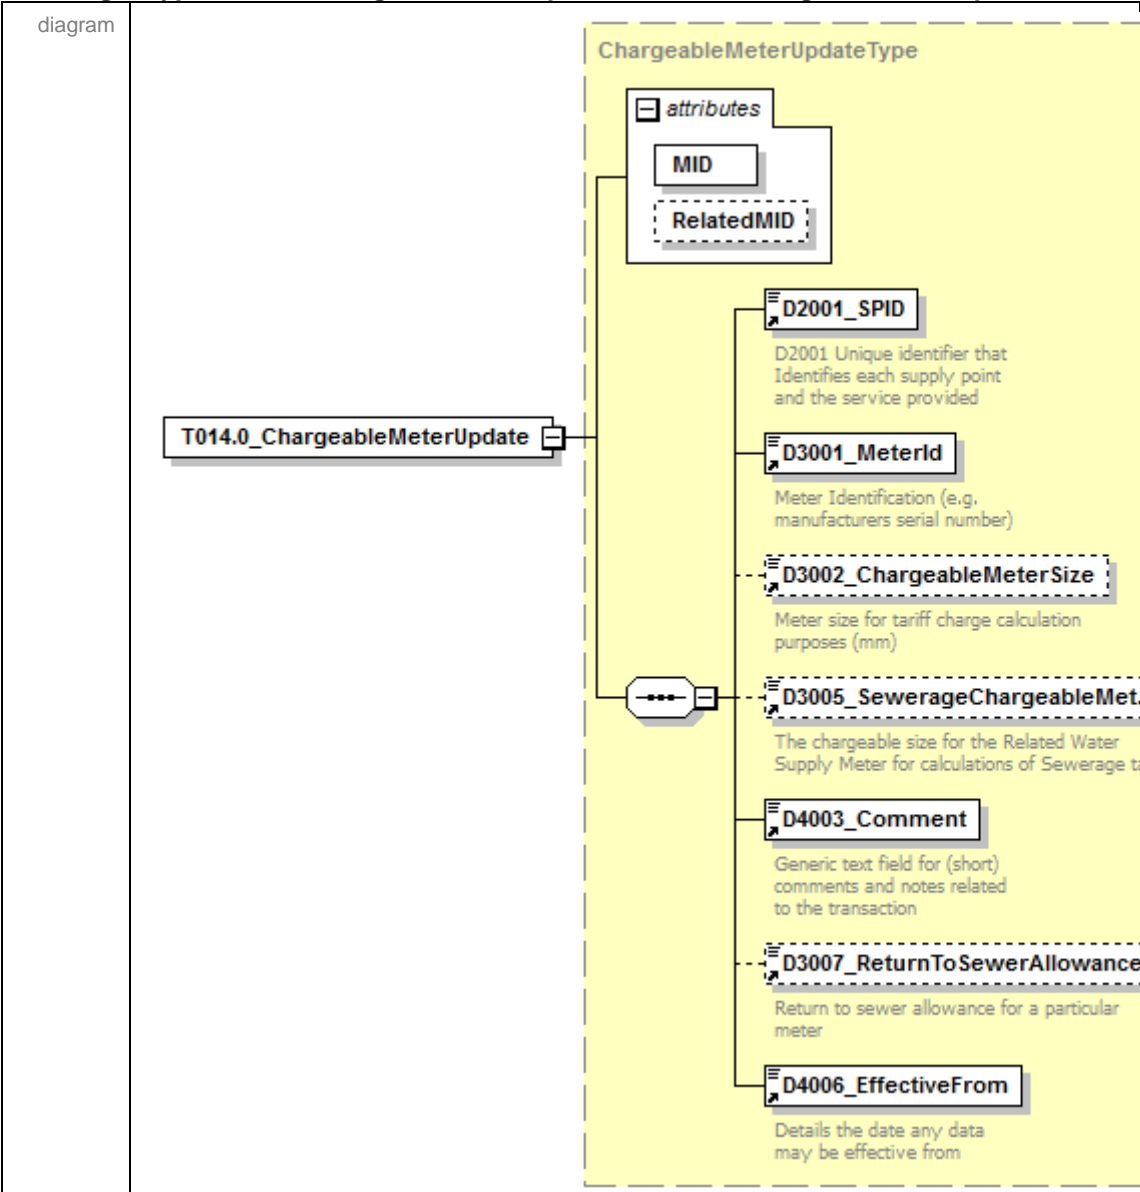 diagram
ChargeableMeterUpdateType
attributes
MID
RelatedMID
D2001_SPID
D2001 Unique identifier that
Identifies each supply point
and the service provided
T014.0_ChargeableMeterUpdate
D3001_MeterId
Meter Identification (e.g.
manufacturers serial number)
D3002_ChargeableMeterSize
Meter size for tariff charge calculation
purposes (mm)
D3005_SewerageChargeableMet.
The chargeable size for the Related Water
Supply Meter for calculations of Sewerage ta
D4003_Comment
Generic text field for (short)
comments and notes related
to the transaction
D3007_ReturnToSewerAllowance
Return to sewer allowance for a particular
meter
D4006_EffectiveFrom
Details the date any data
may be effective from